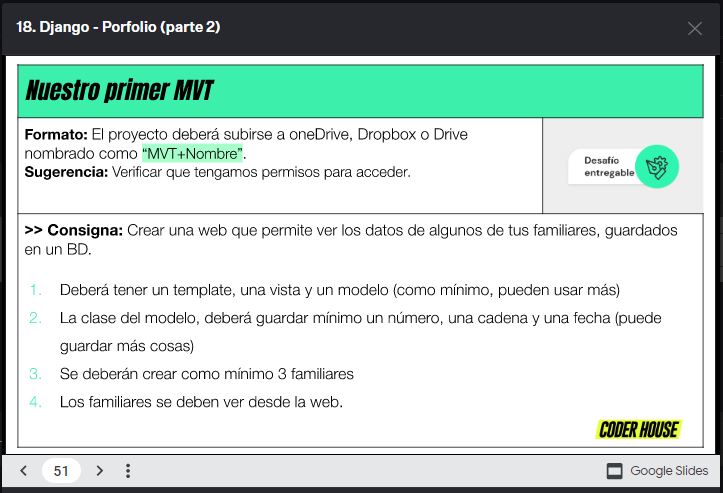 18. Django - Porfolio (parte 2)
Nuestro primer MVT
Formato: El proyecto deberá subirse a oneDrive, Dropbox o Drive
nombrado como “MVT+Nombre”.
Sugerencia: Verificar que tengamos permisos para acceder.
Desafío
entregable
>> Consigna: Crear una web que permite ver los datos de algunos de tus familiares, guardados
en un BD.
1. Deberá tener un template, una vista y un modelo (como mínimo, pueden usar más)
2. La clase del modelo, deberá guardar mínimo un número, una cadena y una fecha (puede
guardar más cosas)
3. Se deberán crear como mínimo 3 familiares
4. Los familiares se deben ver desde la web.
CODER HOUSE
51
Google Slides